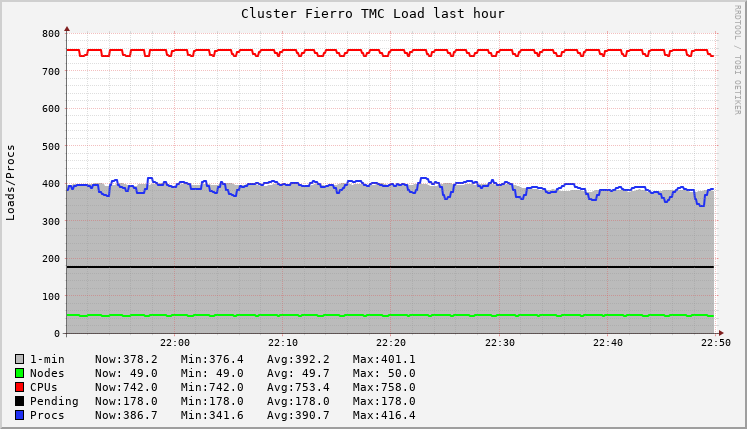 Cluster Fierro TMC Load last hour
RRDTOOL / TOBI OETIKER
Loads/Procs
800
700
600
500
400
300
200
100
0
22:00 22:10 22:20 22:30 22:40 22:50
1-min Now:378.2 Min:376.4 Avg:392.2 Max:401.1
Nodes Now: 49.0 Min: 49.0 Avg: 49.7 Max: 50.0
CPUs Now:742.0 Min:742.0 Avg:753.4 Max:758.0
Pending Now:178.0 Min:178.0 Avg:178.0 Max:178.0
Procs Now:386.7 Min:341.6 Avg:390.7 Max:416.4